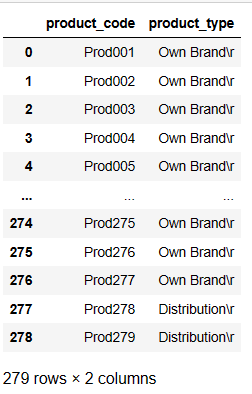 product_code product_type
0 Prod001 Own Brand\r
1 Prod002 Own Brand\r
2 Prod003 Own Brand\r
3 Prod004 Own Brand\r
4 Prod005 Own Brand\r
... ... ...
274 Prod275 Own Brand\r
275 Prod276 Own Brand\r
276 Prod277 Own Brand\r
277 Prod278 Distribution\r
278 Prod279 Distribution\r
279 rows × 2 columns